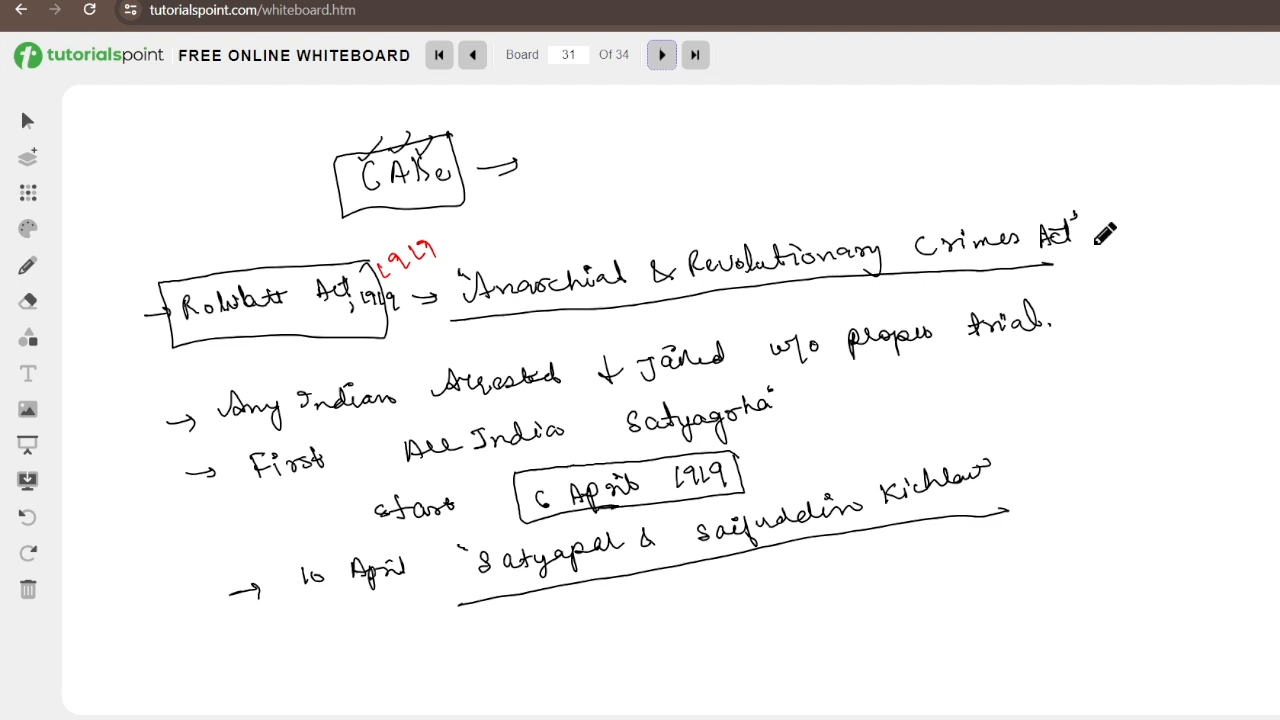 tutorialspoint.com/whiteboard.htm
tutorialspoint FREE ONLINE WHITEBOARD Board 31 Of 34
CAKe →
1919
→ Rowlatt Act, 1919 → "Anarchial & Revolutionary Crimes Act"
→ Any Indian Arrested & Jailed w/o proper trial.
→ First All India Satyagrha"
start 6 April 1919
→ 10 April "Satyapal & Saifuddin Kichlew